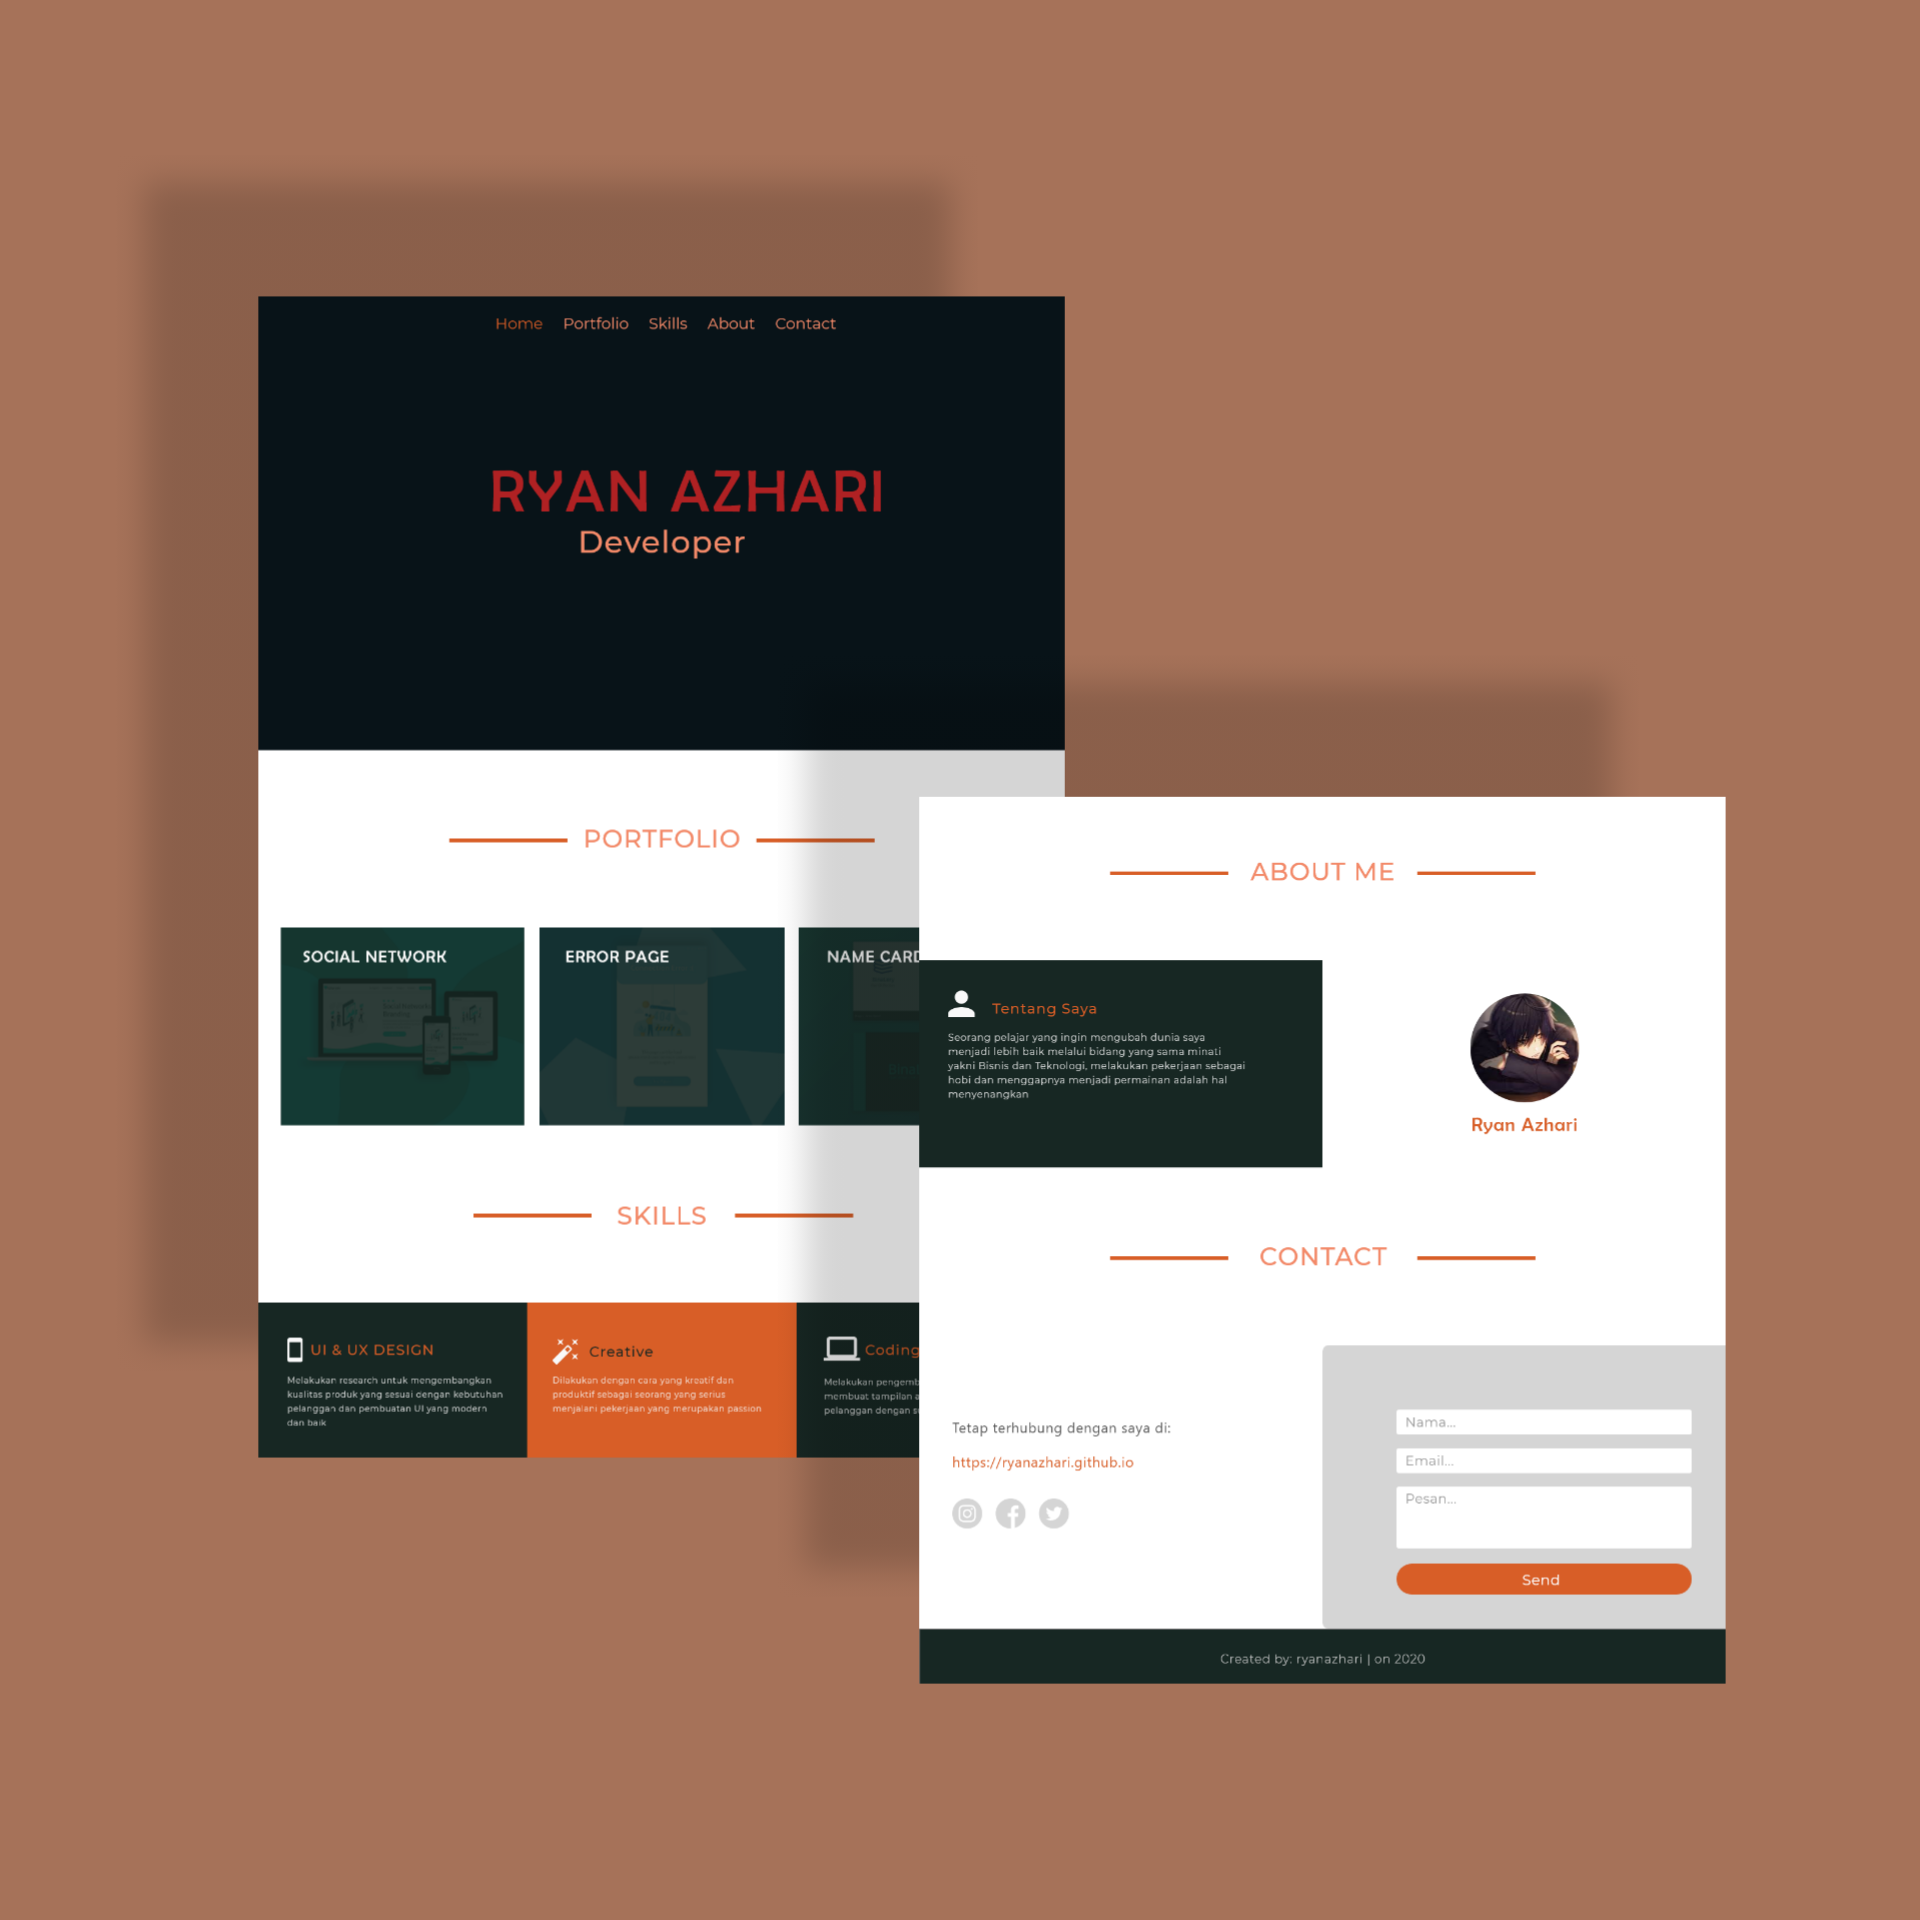 Home Portfolio Skills About Contact
RYAN AZHARI
Developer
PORTFOLIO
SOCIAL NETWORK
ERROR PAGE
NAME CARD
SKILLS
UI & UX DESIGN
Melakukan research untuk mengembangkan
kualitas produk yang sesuai dengan kebutuhan
pelanggan dan pembuatan UI yang modern
dan baik
Creative
Dilakukan dengan cara yang kreatif dan
produktif sebagai seorang yang serius
menjalani pekerjaan yang merupakan passion
Coding
Melakukan pengemb
membuat tampilan
pelanggan dengan
ABOUT ME
Tentang Saya
Seorang pelajar yang ingin mengubah dunia saya
menjadi lebih baik melalui bidang yang sama minati
yakni Bisnis dan Teknologi, melakukan pekerjaan sebagai
hobi dan menggapnya menjadi permainan adalah hal
menyenangkan
Ryan Azhari
CONTACT
Tetap terhubung dengan saya di:
https://ryanazhari.github.io
Nama...
Email...
Pesan...
Send
Created by: ryanazhari | on 2020